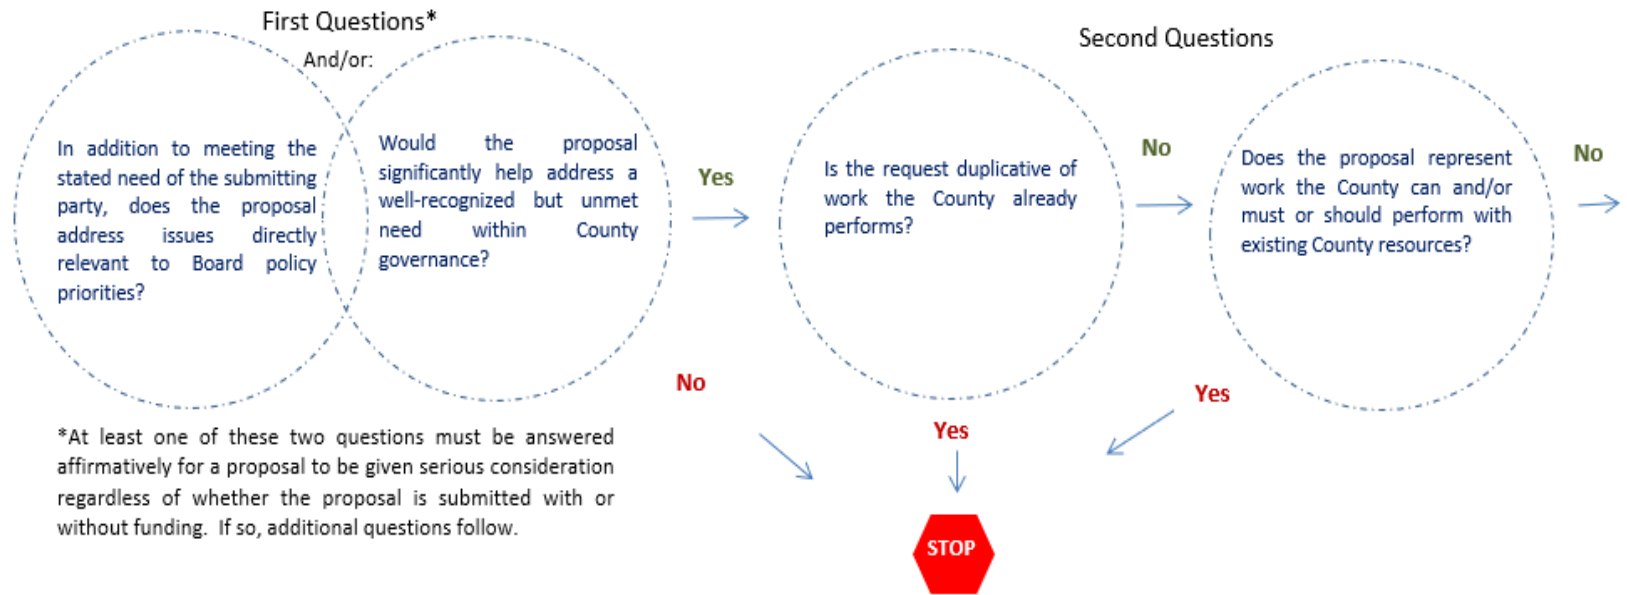 First Questions*
And/or:
In addition to meeting the
stated need of the submitting
party, does the proposal
address issues directly
relevant to Board policy
priorities?
Would the proposal
significantly help address a
well-recognized but unmet
need within County
governance?
Yes
No
*At least one of these two questions must be answered
affirmatively for a proposal to be given serious consideration
regardless of whether the proposal is submitted with or
without funding. If so, additional questions follow.
Second Questions
Is the request duplicative of
work the County already
performs?
No
Yes
Does the proposal represent
work the County can and/or
must or should perform with
existing County resources?
No
Yes
STOP